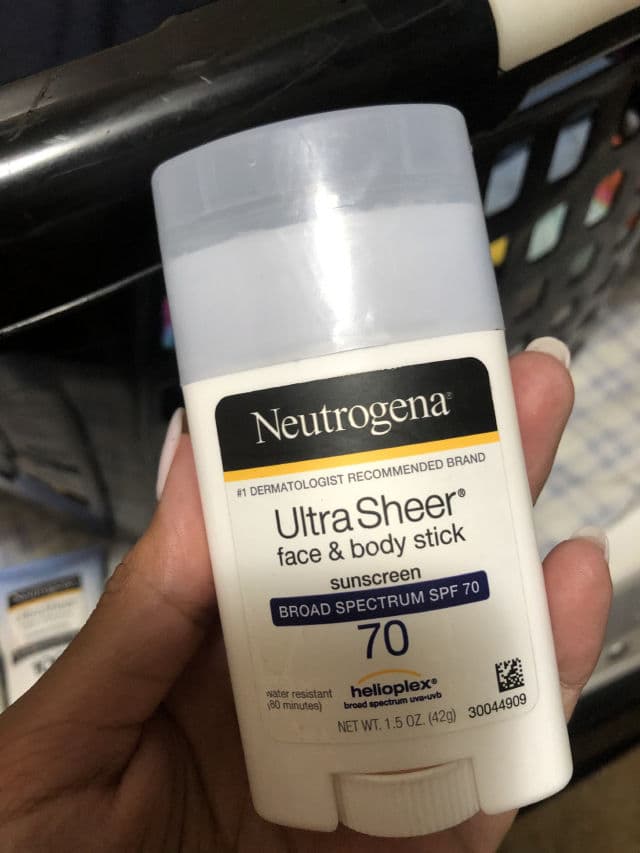 Neutrogena®
#1 DERMATOLOGIST RECOMMENDED BRAND
Ultra Sheer®
face & body stick
sunscreen
BROAD SPECTRUM SPF 70
70
water resistant
(80 minutes)
helioplex®
broad spectrum uva•uvb
NET WT. 1.5 OZ. (42g)
30044909
Neutrogena